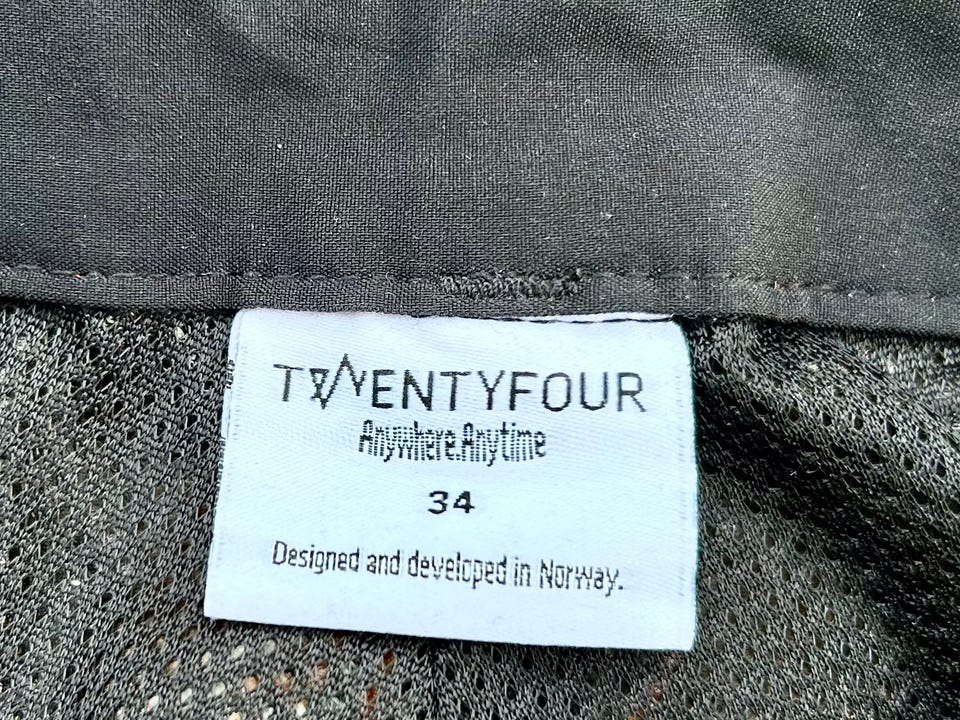 TWENTYFOUR
Anywhere.Anytime
34
Designed and developed in Norway.